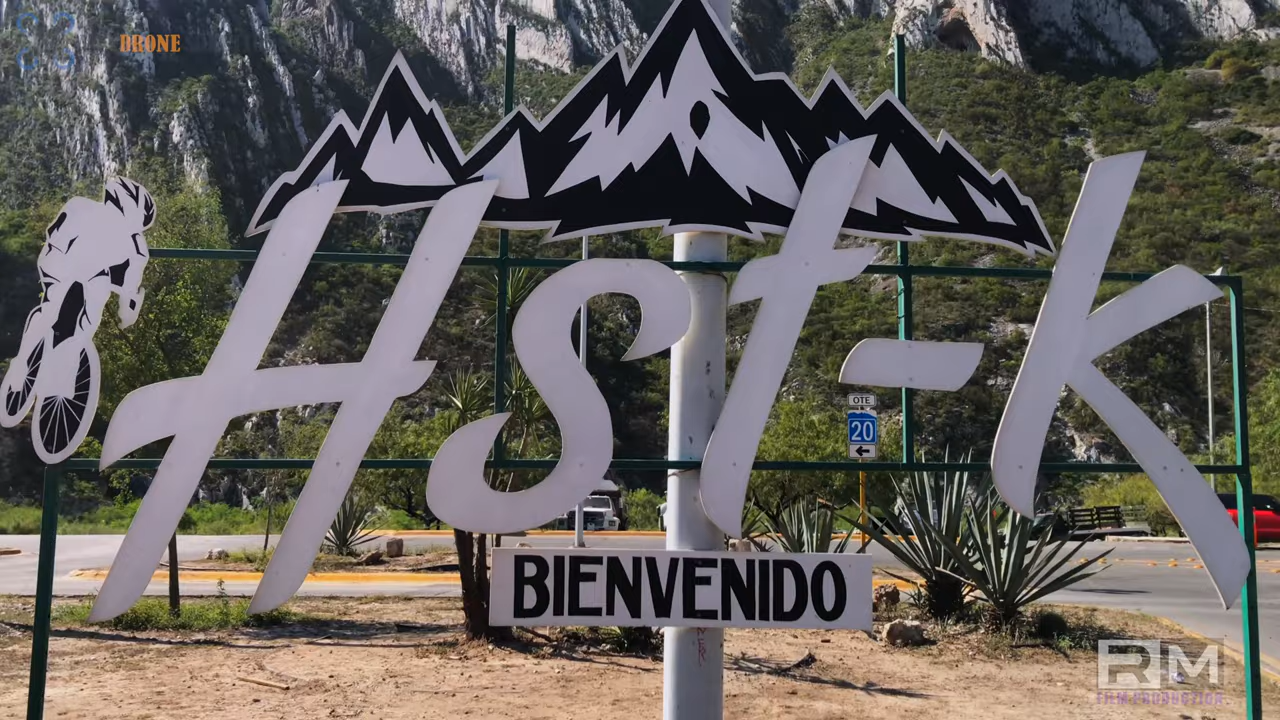 DRONE
Hst-k
OTE
20
BIENVENIDO
RM
FILM PRODUCTION